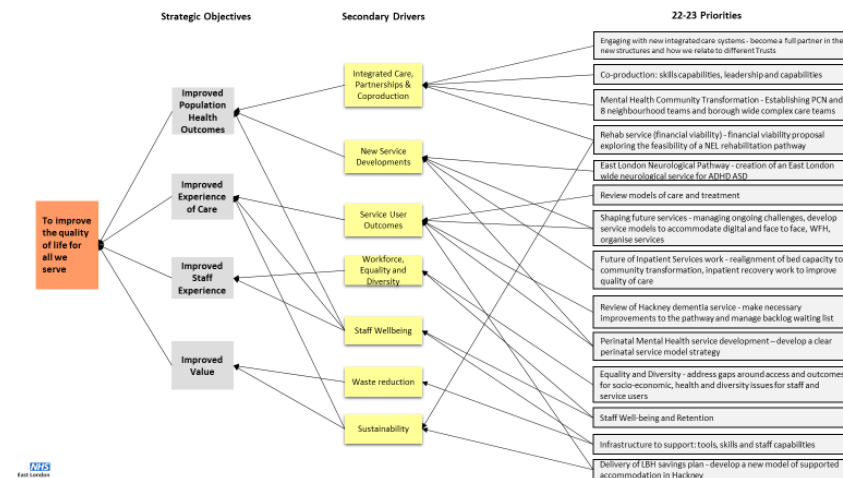 Strategic Objectives
Secondary Drivers
22-23 Priorities
To improve
the quality
of life for
all we
serve
Improved
Population
Health
Outcomes
Improved
Experience
of Care
Improved
Staff
Experience
Improved
Value
Integrated Care,
Partnerships &
Coproduction
New Service
Developments
Service User
Outcomes
Workforce,
Equality and
Diversity
Staff Wellbeing
Waste reduction
Sustainability
Engaging with new integrated care systems - become a full partner in the
new structures and how we relate to different Trusts
Co-production: skills capabilities, leadership and capabilities
Mental Health Community Transformation - Establishing PCN and
8 neighbourhood teams and borough wide complex care teams
Rehab service (financial viability) - financial viability proposal
exploring the feasibility of a NEL rehabilitation pathway
East London Neurological Pathway - creation of an East London
wide neurological service for ADHD ASD
Review models of care and treatment
Shaping future services - managing ongoing challenges, develop
service models to accommodate digital and face to face, WFH,
organise services
Future of Inpatient Services work - realignment of bed capacity to
community transformation, inpatient recovery work to improve
quality of care
Review of Hackney dementia service - make necessary
improvements to the pathway and manage backlog waiting list
Perinatal Mental Health service development – develop a clear
perinatal service model strategy
Equality and Diversity - address gaps around access and outcomes
for socio-economic, health and diversity issues for staff and
service users
Staff Well-being and Retention
Infrastructure to support: tools, skills and staff capabilities
Delivery of LBH savings plan - develop a new model of supported
accommodation in Hackney
NHS
East London